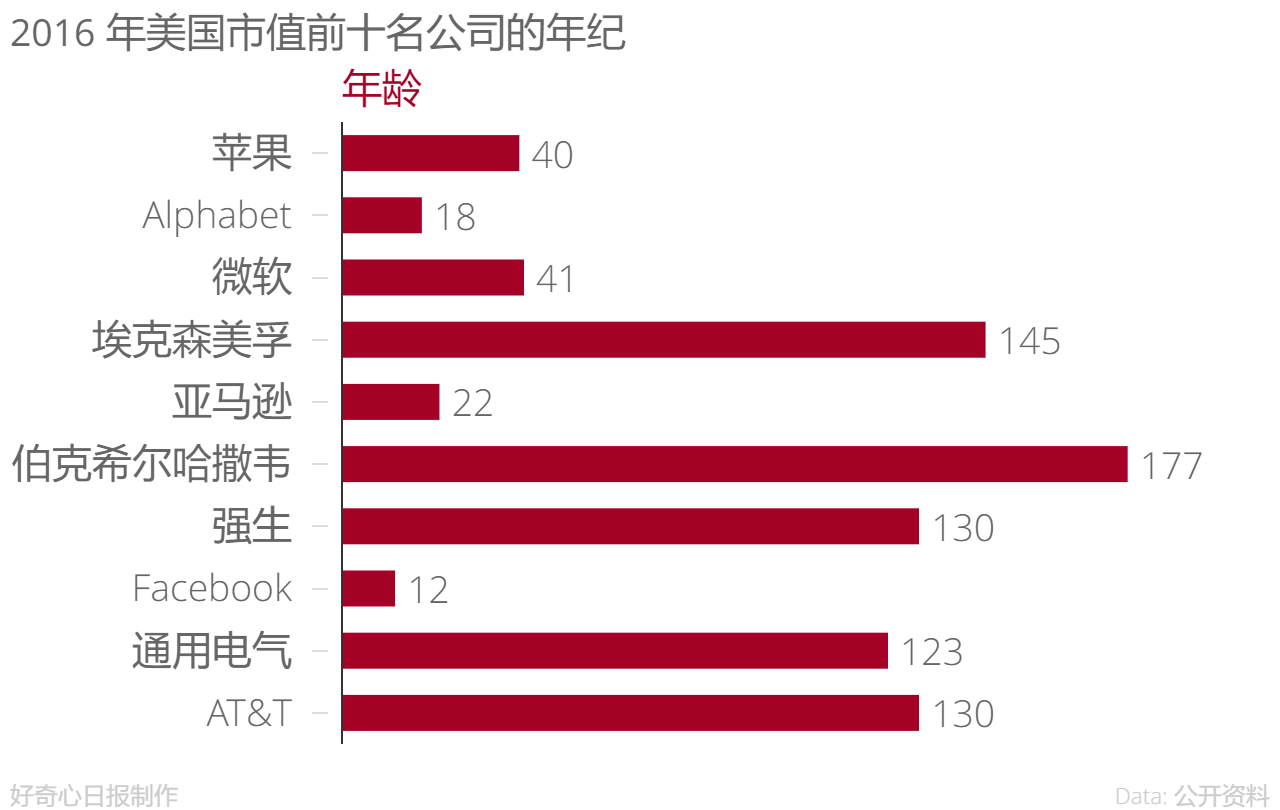 2016 年美国市值前十名公司的年纪
年龄
苹果 40
Alphabet 18
微软 41
埃克森美孚 145
亚马逊 22
伯克希尔哈撒韦 177
强生 130
Facebook 12
通用电气 123
AT&T 130
好奇心日报制作 Data: 公开资料